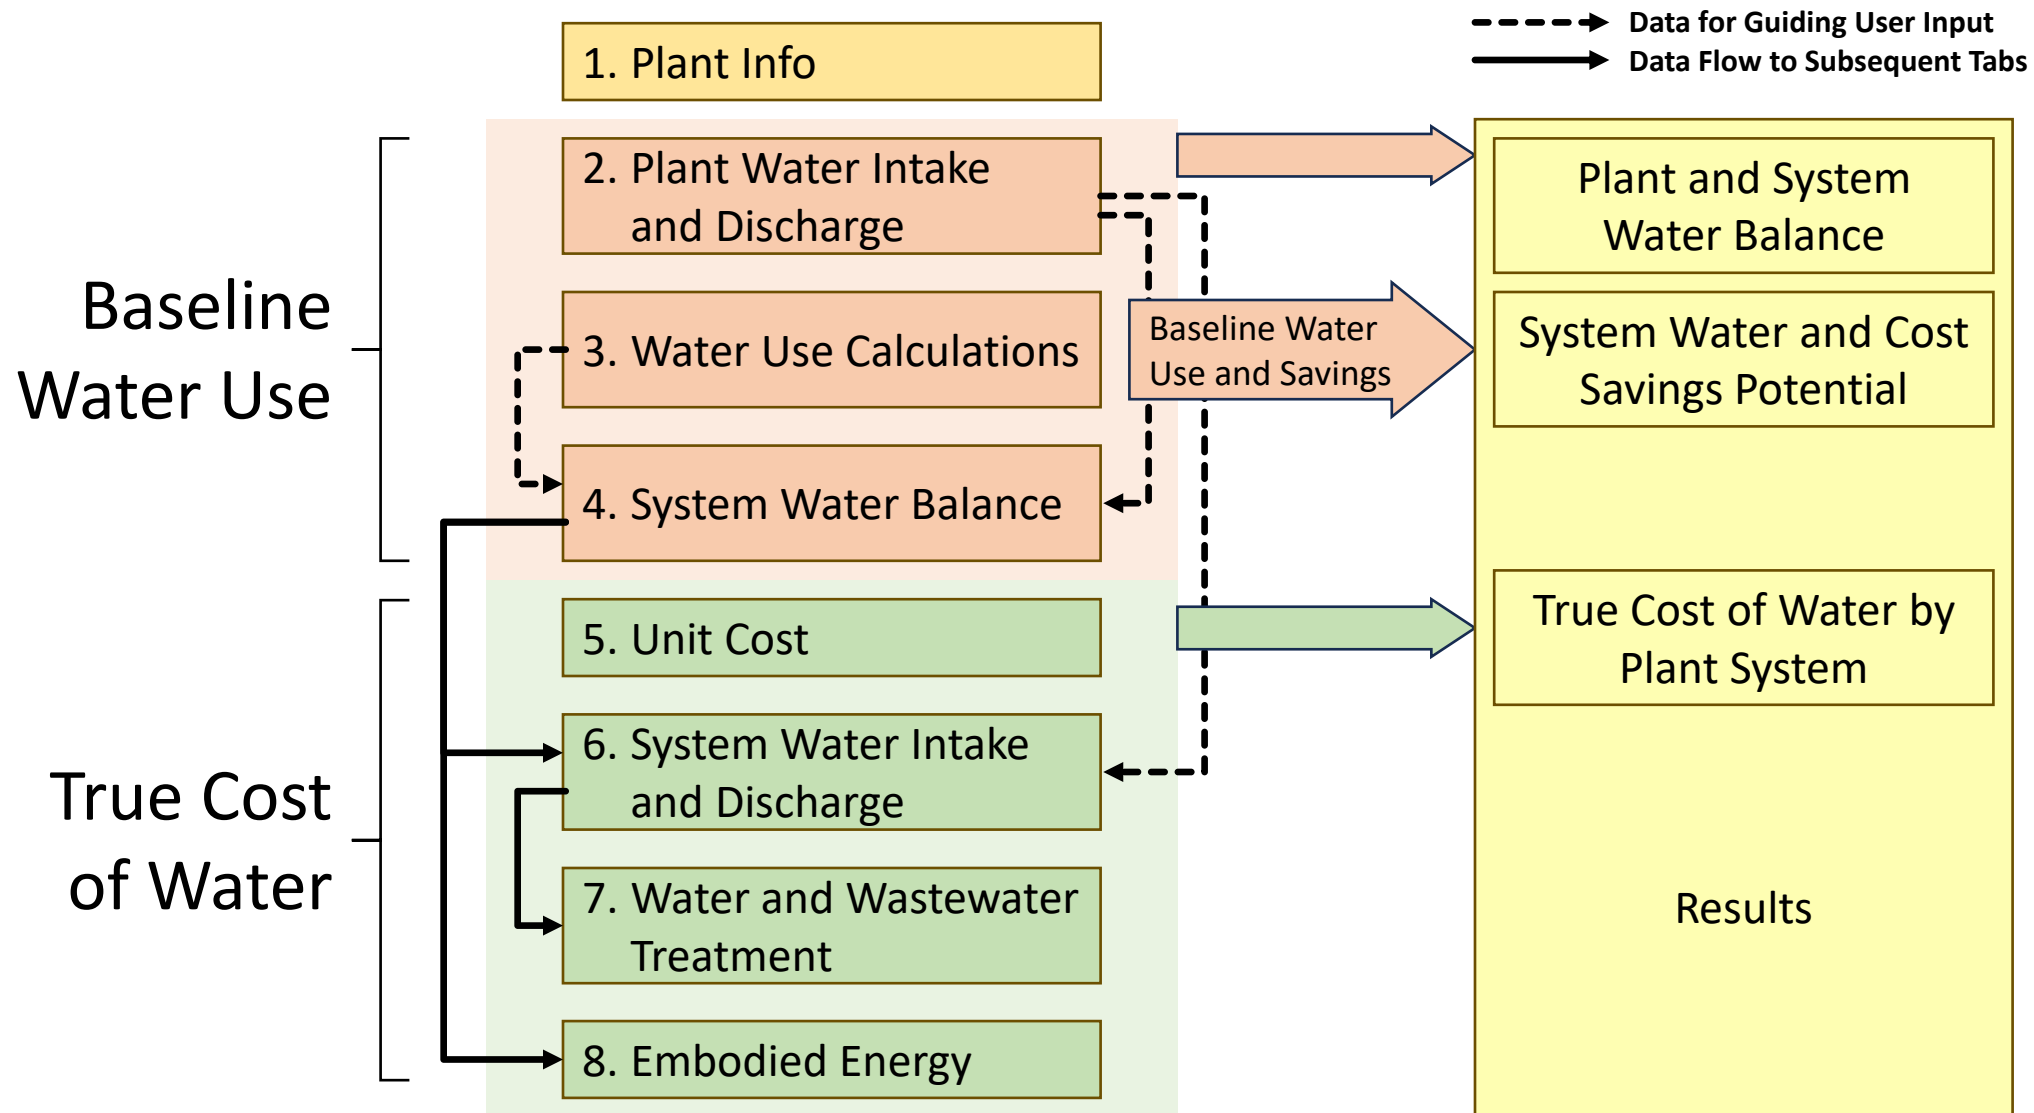 Data for Guiding User Input
Data Flow to Subsequent Tabs
1. Plant Info
Baseline
Water Use
2. Plant Water Intake
and Discharge
3. Water Use Calculations
4. System Water Balance
True Cost
of Water
5. Unit Cost
6. System Water Intake
and Discharge
7. Water and Wastewater
Treatment
8. Embodied Energy
Baseline Water
Use and Savings
Plant and System
Water Balance
System Water and Cost
Savings Potential
True Cost of Water by
Plant System
Results